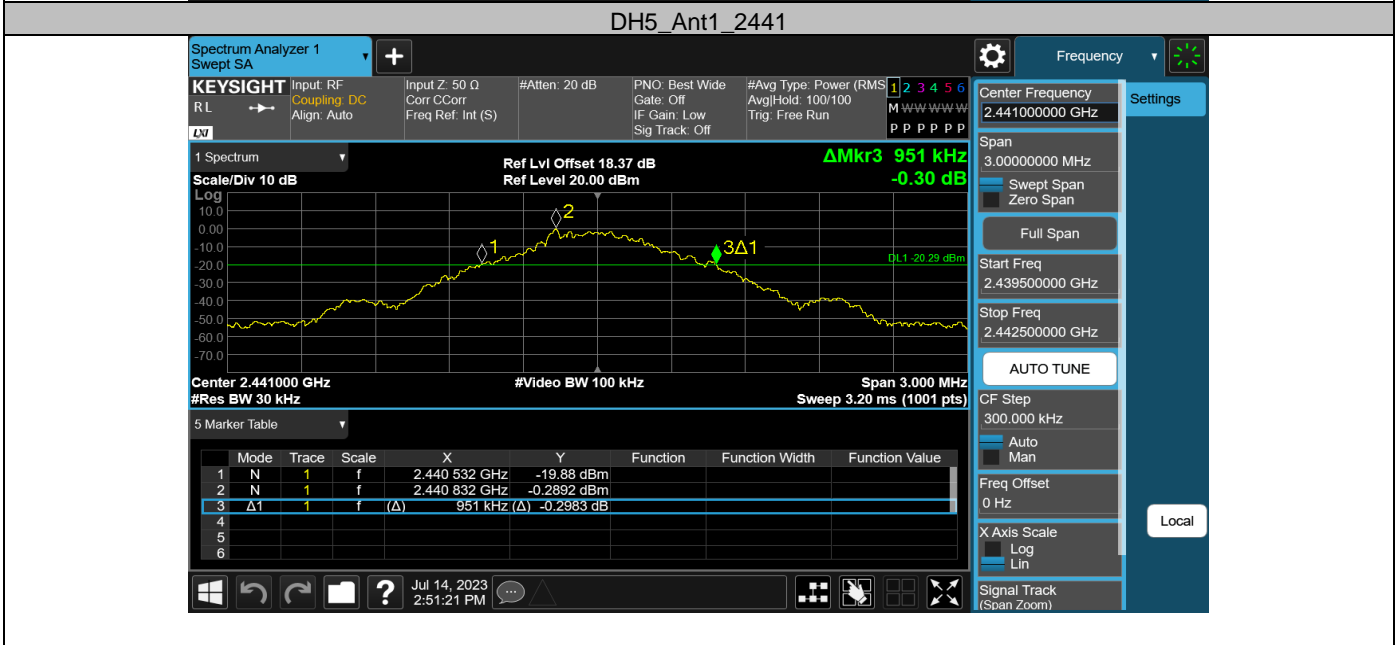 DH5_Ant1_2441
Spectrum Analyzer 1
Swept SA
+
Frequency
KEYSIGHT
RL
LXI
Input: RF
Coupling: DC
Align: Auto
Input Z: 50 Ω
Corr CCorr
Freq Ref: Int (S)
#Atten: 20 dB
PNO: Best Wide
Gate: Off
IF Gain: Low
Sig Track: Off
#Avg Type: Power (RMS
Avg|Hold: 100/100
Trig: Free Run
1 2 3 4 5 6
M W W W W W
P P P P P P
1 Spectrum
Scale/Div 10 dB
Ref Lvl Offset 18.37 dB
Ref Level 20.00 dBm
ΔMkr3 951 kHz
-0.30 dB
Log
10.0
0.00
-10.0
-20.0
-30.0
-40.0
-50.0
-60.0
-70.0
1
2
3Δ1
DL1 -20.29 dBm
Center 2.441000 GHz
#Video BW 100 kHz
Span 3.000 MHz
#Res BW 30 kHz
Sweep 3.20 ms (1001 pts)
5 Marker Table
Mode Trace Scale X Y Function Function Width Function Value
1 N 1 f 2.440 532 GHz -19.88 dBm
2 N 1 f 2.440 832 GHz -0.2892 dBm
3 Δ1 1 f (Δ) 951 kHz (Δ) -0.2983 dB
4
5
6
?
Jul 14, 2023
2:51:21 PM
Center Frequency
2.441000000 GHz
Settings
Span
3.00000000 MHz
Swept Span
Zero Span
Full Span
Start Freq
2.439500000 GHz
Stop Freq
2.442500000 GHz
AUTO TUNE
CF Step
300.000 kHz
Auto
Man
Freq Offset
0 Hz
X Axis Scale
Log
Lin
Signal Track
(Span Zoom)
Local